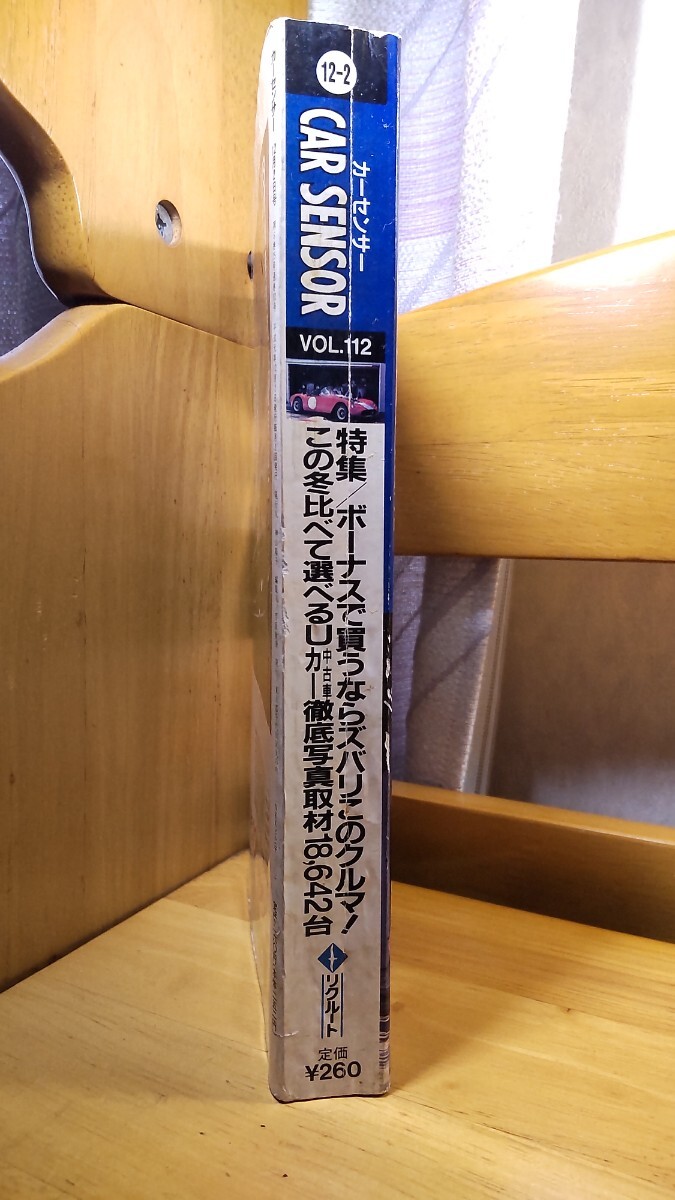 12-2
CAR SENSOR
カーセンサー
VOL.112
特集/ボーナスで買うならズバリこのクルマ!
この冬比べて選べるUカー中古車徹底写真取材18,642台
リクルート
定価
¥260